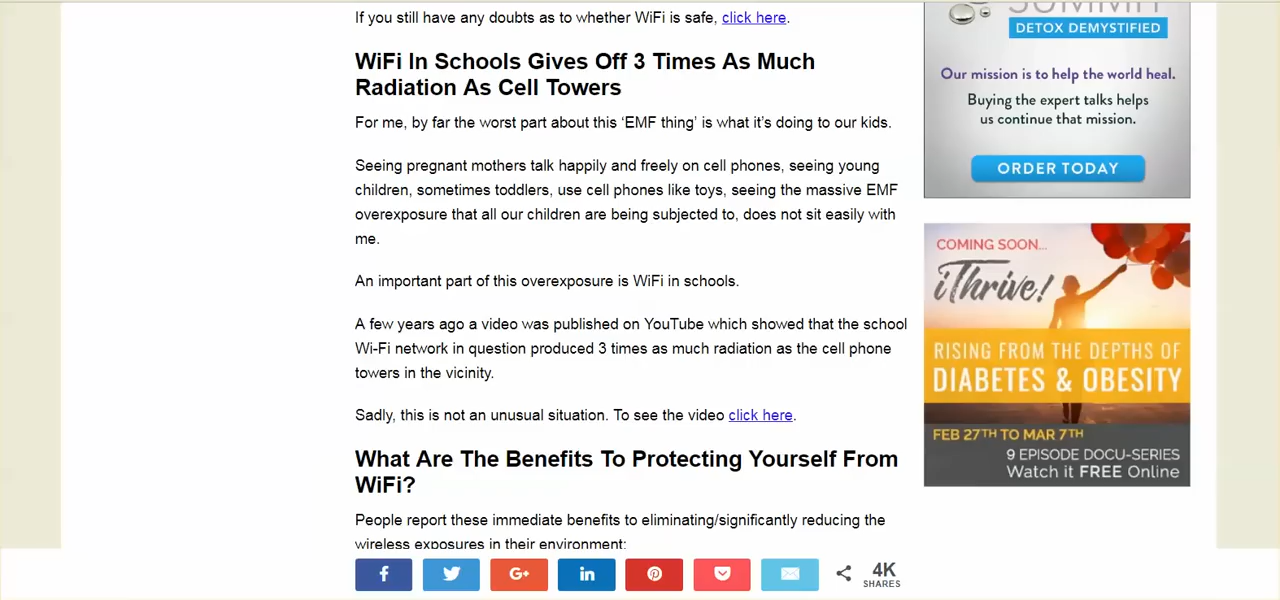 If you still have any doubts as to whether WiFi is safe, click here.
WiFi In Schools Gives Off 3 Times As Much
Radiation As Cell Towers
For me, by far the worst part about this ‘EMF thing’ is what it’s doing to our kids.
Seeing pregnant mothers talk happily and freely on cell phones, seeing young
children, sometimes toddlers, use cell phones like toys, seeing the massive EMF
overexposure that all our children are being subjected to, does not sit easily with
me.
An important part of this overexposure is WiFi in schools.
A few years ago a video was published on YouTube which showed that the school
Wi-Fi network in question produced 3 times as much radiation as the cell phone
towers in the vicinity.
Sadly, this is not an unusual situation. To see the video click here.
What Are The Benefits To Protecting Yourself From
WiFi?
People report these immediate benefits to eliminating/significantly reducing the
wireless exposures in their environment:
4K
SHARES
SUMMIT
DETOX DEMYSTIFIED
Our mission is to help the world heal.
Buying the expert talks helps
us continue that mission.
ORDER TODAY
COMING SOON...
iThrive!
RISING FROM THE DEPTHS OF
DIABETES & OBESITY
FEB 27TH TO MAR 7TH
9 EPISODE DOCU-SERIES
Watch it FREE Online